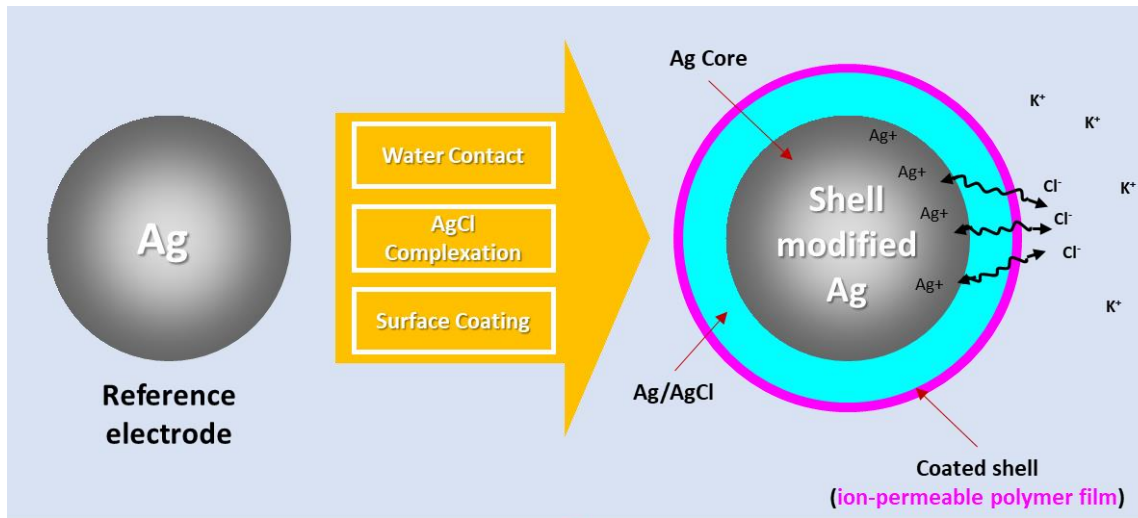 Ag
Reference
electrode
Water Contact
AgCl
Complexation
Surface Coating
Ag Core
Shell
modified
Ag
Ag+
Ag+
Ag+
Ag+
K⁺
K⁺
K⁺
K⁺
Cl⁻
Cl⁻
Cl⁻
Ag/AgCl
Coated shell
(ion-permeable polymer film)